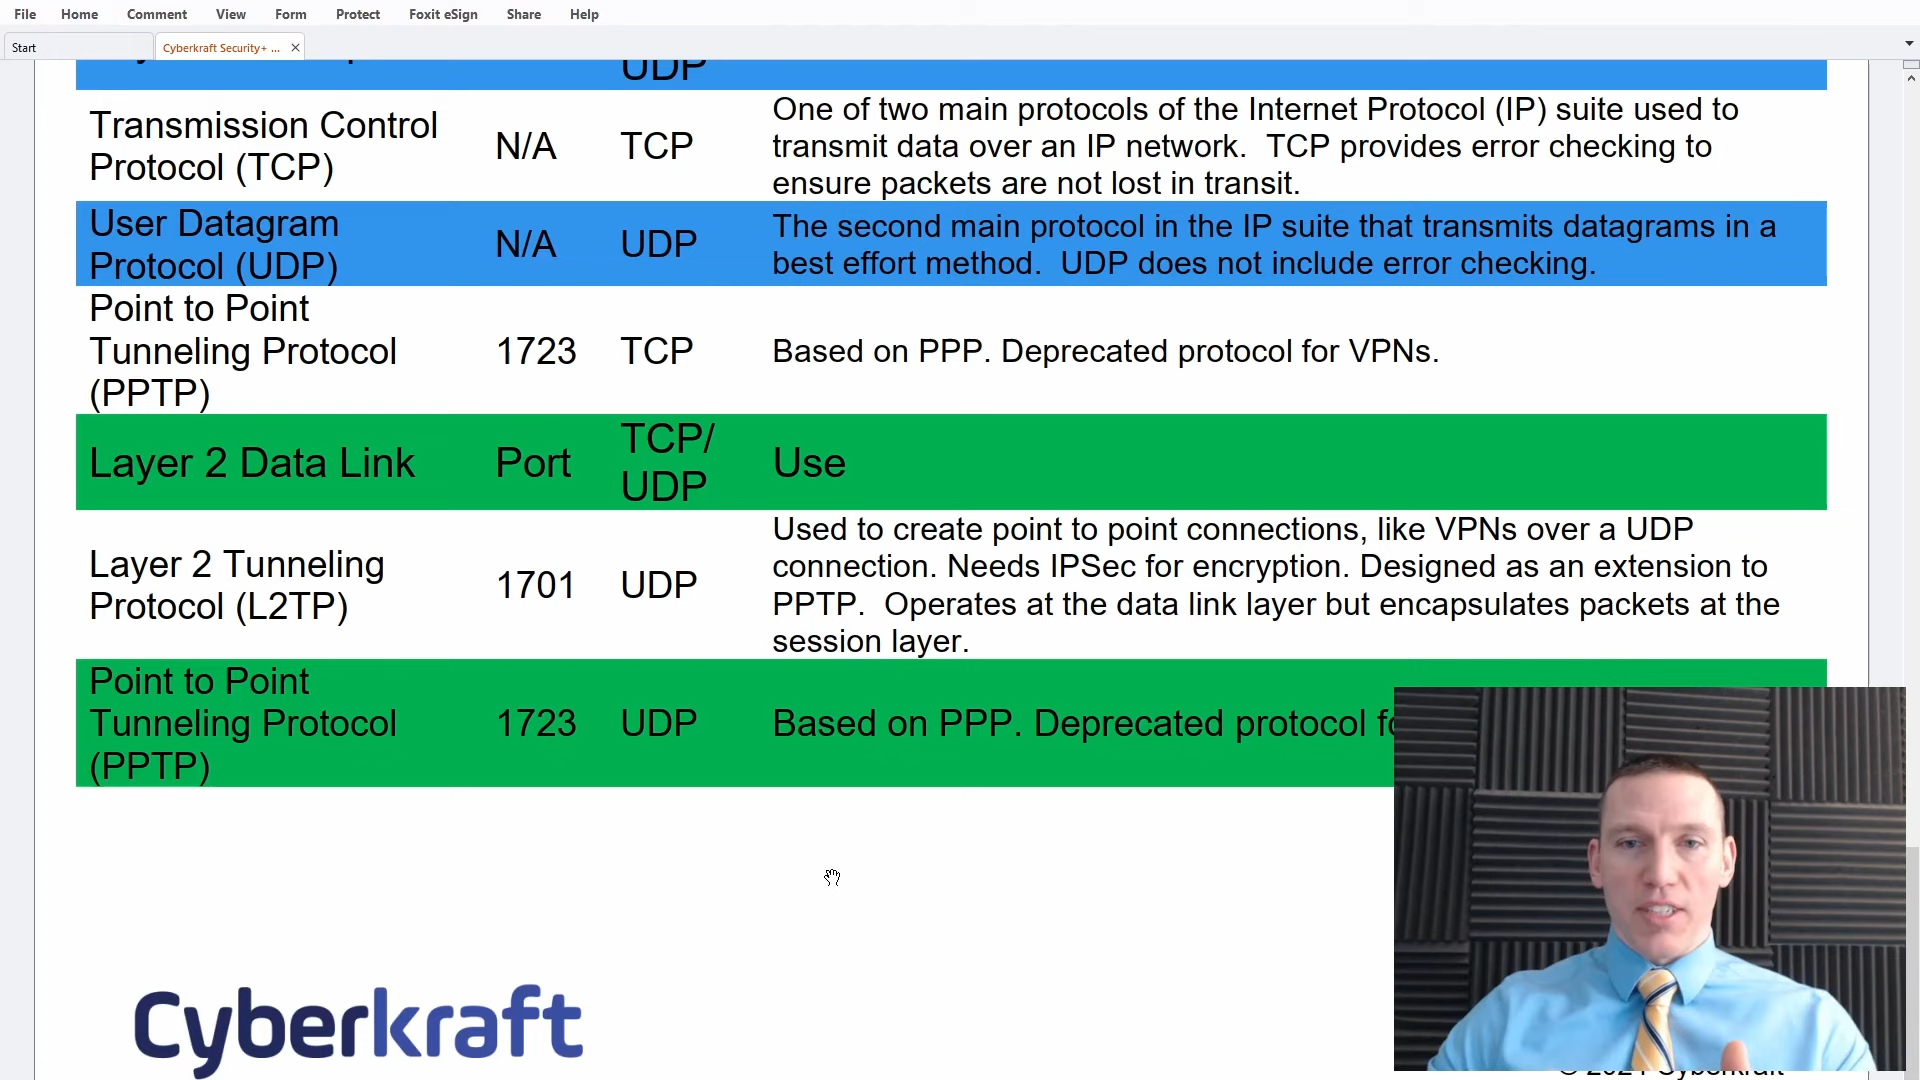 File Home Comment View Form Protect Foxit eSign Share Help
Start Cyberkraft Security+ ...
UDP
Transmission Control
Protocol (TCP)
N/A
TCP
One of two main protocols of the Internet Protocol (IP) suite used to
transmit data over an IP network.  TCP provides error checking to
ensure packets are not lost in transit.
User Datagram
Protocol (UDP)
N/A
UDP
The second main protocol in the IP suite that transmits datagrams in a
best effort method.  UDP does not include error checking.
Point to Point
Tunneling Protocol
(PPTP)
1723
TCP
Based on PPP. Deprecated protocol for VPNs.
Layer 2 Data Link
Port
TCP/
UDP
Use
Layer 2 Tunneling
Protocol (L2TP)
1701
UDP
Used to create point to point connections, like VPNs over a UDP
connection. Needs IPSec for encryption. Designed as an extension to
PPTP.  Operates at the data link layer but encapsulates packets at the
session layer.
Point to Point
Tunneling Protocol
(PPTP)
1723
UDP
Based on PPP. Deprecated protocol
Cyberkraft
Cyberkraft